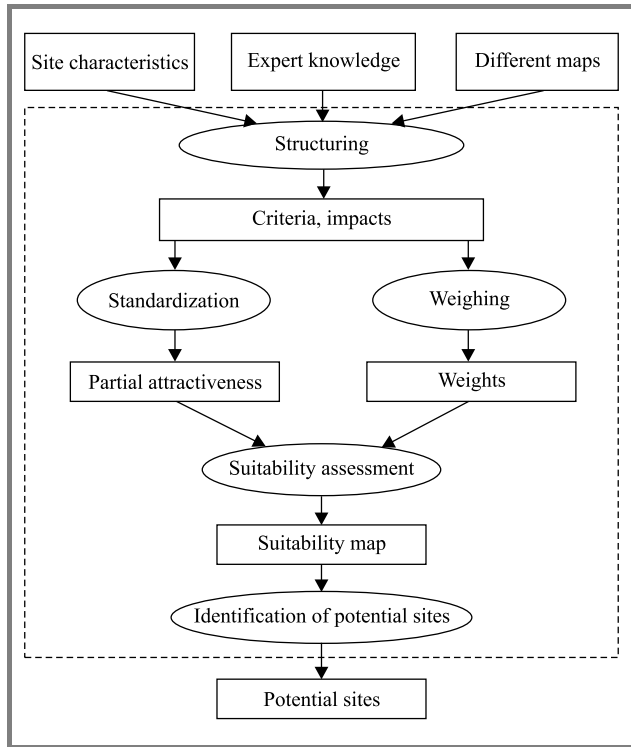 Site characteristics
Expert knowledge
Different maps
Structuring
Criteria, impacts
Standardization
Weighing
Partial attractiveness
Weights
Suitability assessment
Suitability map
Identification of potential sites
Potential sites